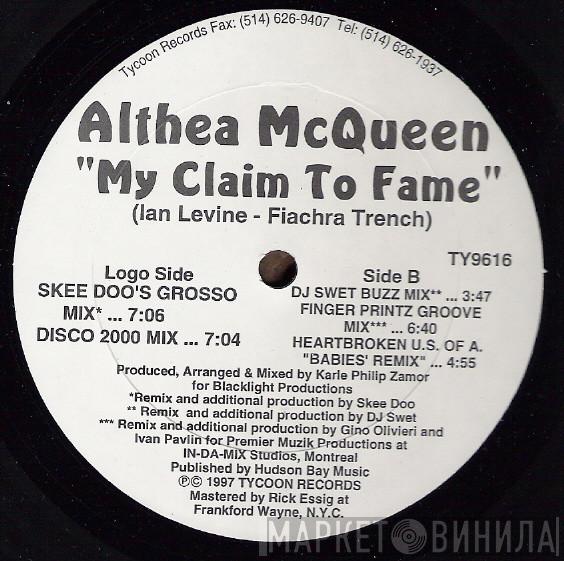 Tycoon Records Fax: (514) 626-9407 Tel: (514) 626-1937
Althea McQueen
"My Claim To Fame"
(Ian Levine - Fiachra Trench)
TY9616
Logo Side
SKEE DOO'S GROSSO
MIX* ... 7:06
DISCO 2000 MIX ... 7:04
Side B
DJ SWET BUZZ MIX** ... 3:47
FINGER PRINTZ GROOVE
MIX*** ... 6:40
HEARTBROKEN U.S. OF A.
"BABIES' REMIX" ... 4:55
Produced, Arranged & Mixed by Karle Philip Zamor
for Blacklight Productions
*Remix and additional production by Skee Doo
** Remix and additional production by DJ Swet
*** Remix and additional production by Gino Olivieri and
Ivan Pavlin for Premier Muzik Productions at
IN-DA-MIX Studios, Montreal
Published by Hudson Bay Music
℗© 1997 TYCOON RECORDS
Mastered by Rick Essig at
Frankford Wayne, N.Y.C.
МАРКЕТ ВИНИЛА